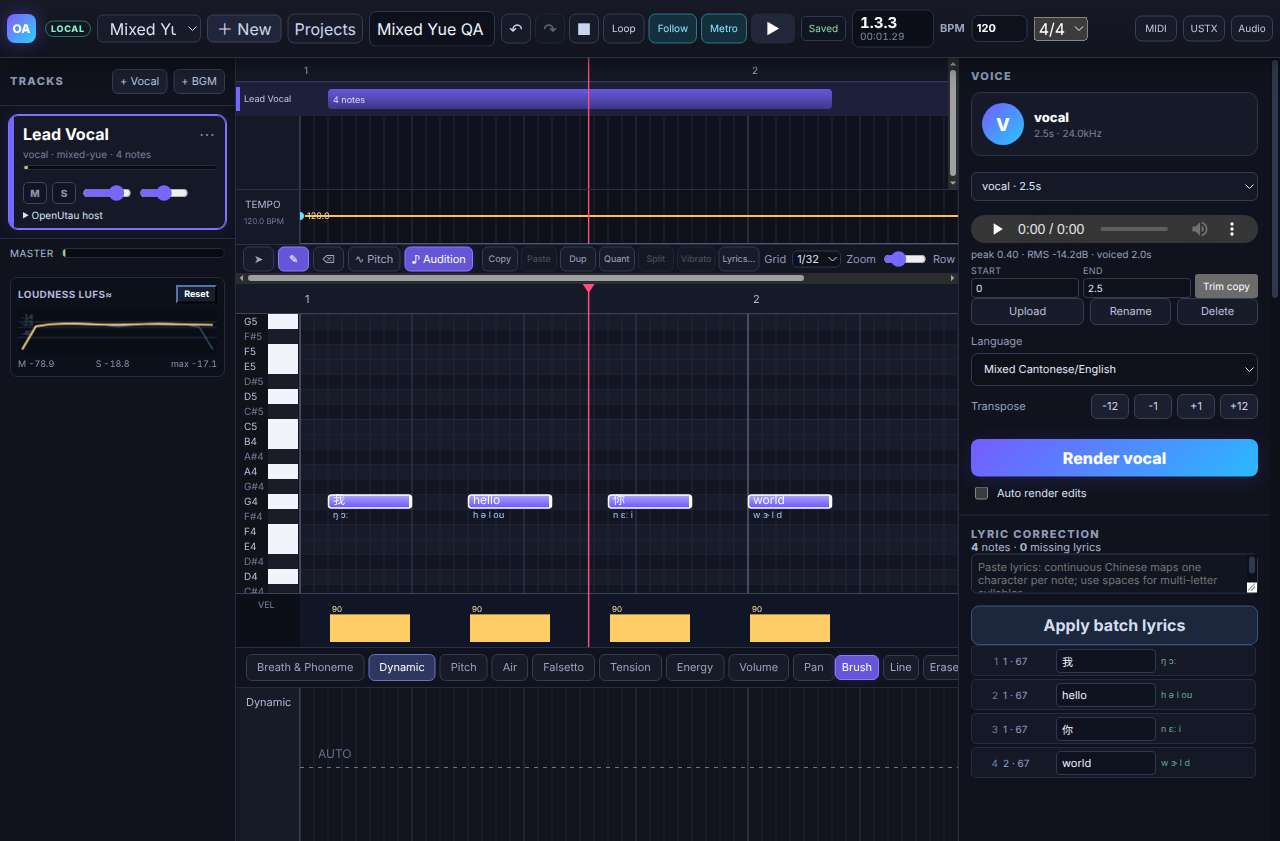 OA LOCAL Mixed Yu + New Projects Mixed Yue QA Loop Follow Metro Saved 1.3.3 BPM 120 4/4 MIDI USTX Audio
00:01.29
TRACKS + Vocal + BGM
Lead Vocal
vocal · mixed-yue · 4 notes
M S
OpenUtau host
MASTER
LOUDNESS LUFS≈ Reset
M -78.9 S -18.8 max -17.1
1 2
Lead Vocal 4 notes
TEMPO
120.0 BPM 120.0
Pitch Audition Copy Paste Dup Quant Split Vibrato Lyrics... Grid 1/32 Zoom Row
1 2
G5
F#5
F5
E5
D#5
D5
C#5
C5
B4
A#4
A4
G#4
G4 我 hello 你 world
F#4 ŋ ɔː h ə l oʊ n ɛː i w ɝ l d
F4
E4
D#4
D4
C#4
VEL 90 90 90 90
Breath & Phoneme Dynamic Pitch Air Falsetto Tension Energy Volume Pan Brush Line Erase
Dynamic
AUTO
VOICE
V vocal
2.5s · 24.0kHz
vocal · 2.5s
0:00 / 0:00
peak 0.40 · RMS -14.2dB · voiced 2.0s
START END
0 2.5 Trim copy
Upload Rename Delete
Language
Mixed Cantonese/English
Transpose -12 -1 +1 +12
Render vocal
Auto render edits
LYRIC CORRECTION
4 notes · 0 missing lyrics
Paste lyrics: continuous Chinese maps one
character per note; use spaces for multi-letter
syllables.
Apply batch lyrics
1 1 · 67 我 ŋ ɔː
2 1 · 67 hello h ə l oʊ
3 1 · 67 你 n ɛː i
4 2 · 67 world w ɝ l d